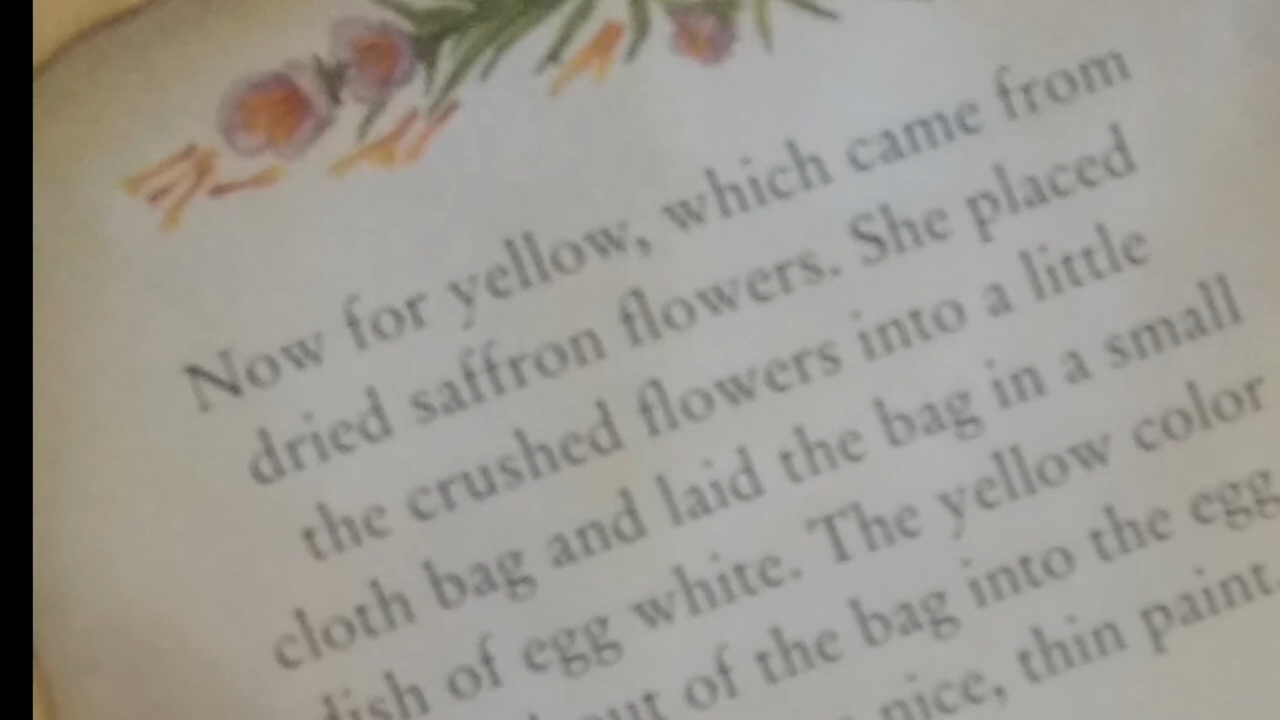 Now for yellow, which came from
dried saffron flowers. She placed
the crushed flowers into a little
cloth bag and laid the bag in a small
dish of egg white. The yellow color
out of the bag into the egg
nice, thin paint.